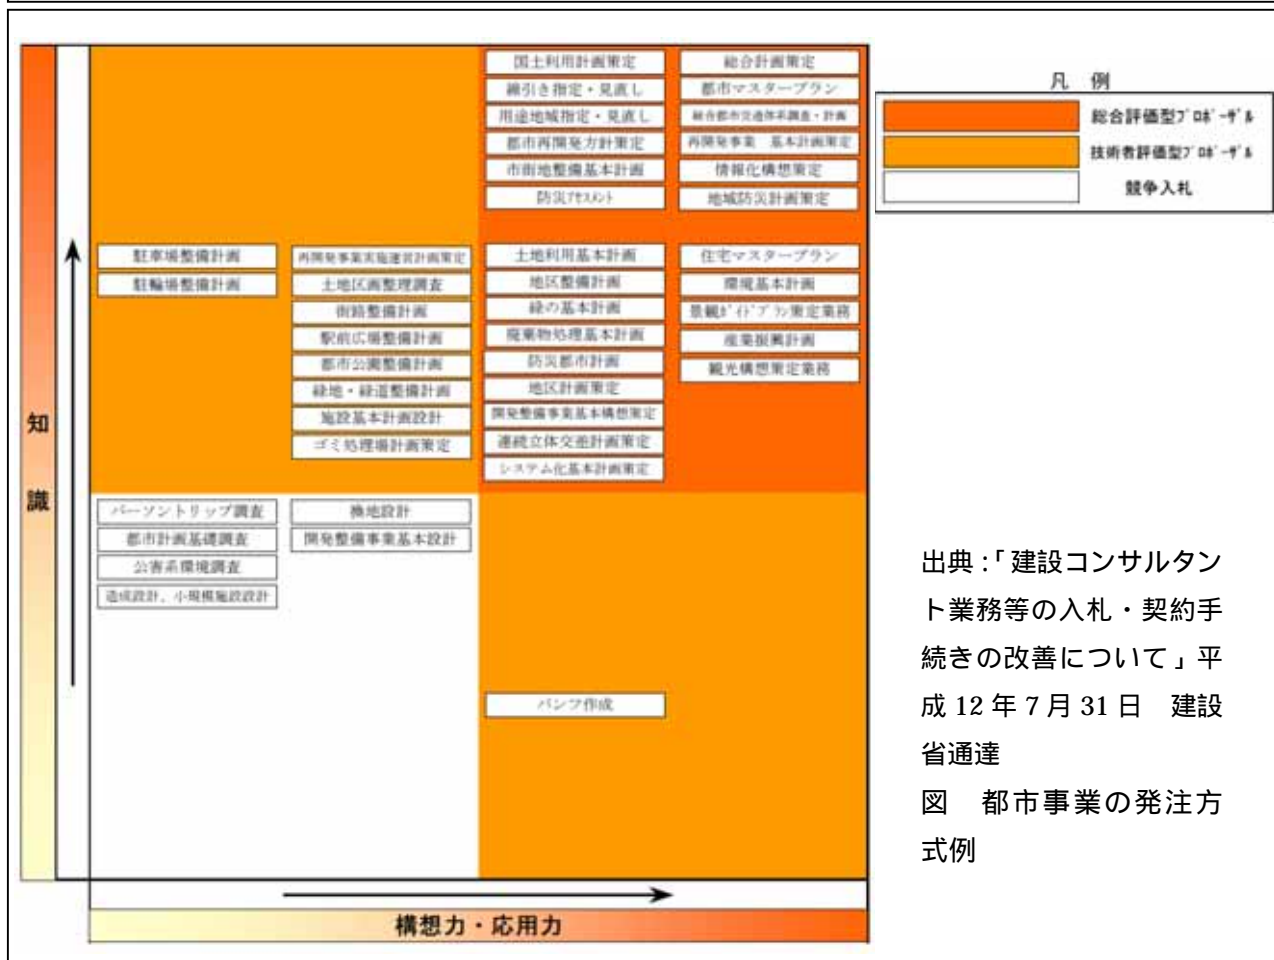 国土利用計画策定
線引き指定・見直し
用途地域指定・見直し
都市再開発方針策定
市街地整備基本計画
防災ｱｾｽﾒﾝﾄ
総合計画策定
都市マスタープラン
総合都市交通体系調査・計画
再開発事業　基本計画策定
情報化構想策定
地域防災計画策定
凡　例
総合評価型ﾌﾟﾛﾎﾟｰｻﾞﾙ
技術者評価型ﾌﾟﾛﾎﾟｰｻﾞﾙ
競争入札
駐車場整備計画
駐輪場整備計画
再開発事業実施運営計画策定
土地区画整理調査
街路整備計画
駅前広場整備計画
都市公園整備計画
緑地・緑道整備計画
施設基本計画設計
ゴミ処理場計画策定
土地利用基本計画
地区整備計画
緑の基本計画
廃棄物処理基本計画
防災都市計画
地区計画策定
開発整備事業基本構想策定
連続立体交差計画策定
システム化基本計画策定
住宅マスタープラン
環境基本計画
景観ｶﾞｲﾄﾞﾌﾟﾗﾝ策定業務
産業振興計画
観光構想策定業務
知
識
パーソントリップ調査
都市計画基礎調査
公害系環境調査
造成設計、小規模施設設計
換地設計
開発整備事業基本設計
パンフ作成
構想力・応用力
出典：「建設コンサルタン
ト業務等の入札・契約手
続きの改善について」平
成 12 年 7 月 31 日　建設
省通達
図　都市事業の発注方
式例